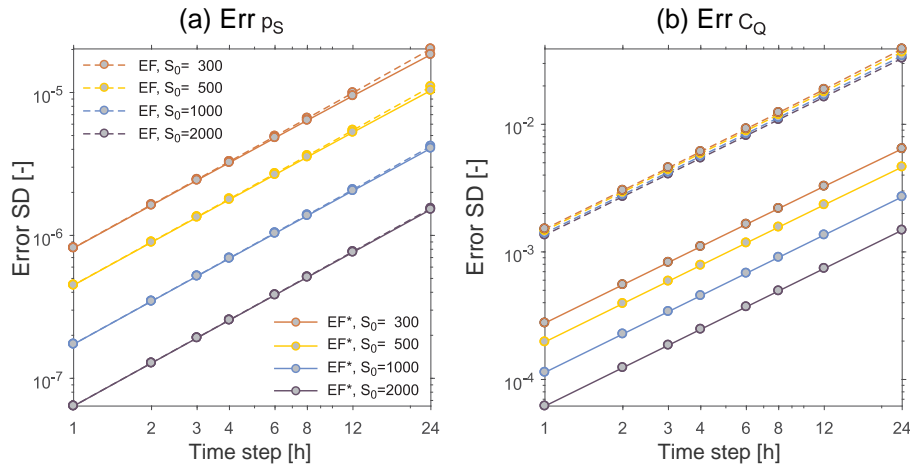 (a) Err pS
(b) Err CQ
Error SD [-]
10-5
10-6
10-7
EF, S0= 300
EF, S0= 500
EF, S0=1000
EF, S0=2000
EF*, S0= 300
EF*, S0= 500
EF*, S0=1000
EF*, S0=2000
1 2 3 4 6 8 12 24
Time step [h]
Error SD [-]
10-2
10-3
10-4
1 2 3 4 6 8 12 24
Time step [h]